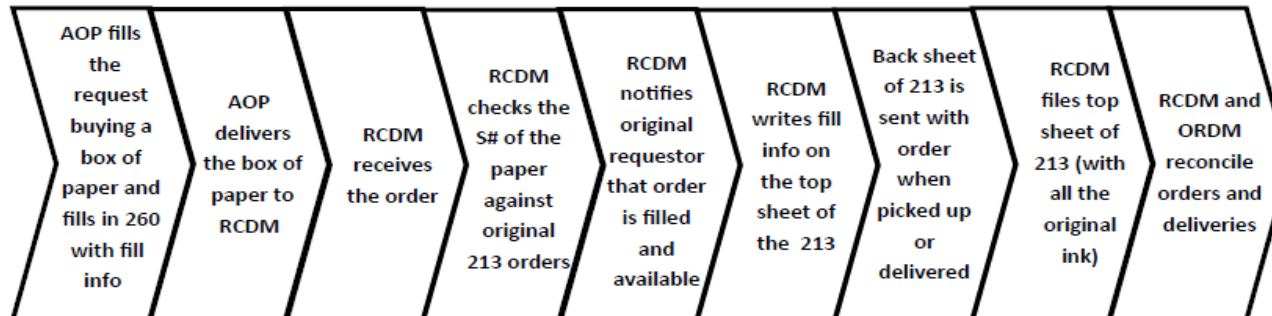 AOP fills
the
request
buying a
box of
paper and
fills in 260
with fill
info
AOP
delivers
the box of
paper to
RCDM
RCDM
receives
the order
RCDM
checks the
S# of the
paper
against
original
213 orders
RCDM
notifies
original
requestor
that order
is filled
and
available
RCDM
writes fill
info on
the top
sheet of
the 213
Back sheet
of 213 is
sent with
order
when
picked up
or
delivered
RCDM
files top
sheet of
213 (with
all the
original
ink)
RCDM and
ORDM
reconcile
orders and
deliveries